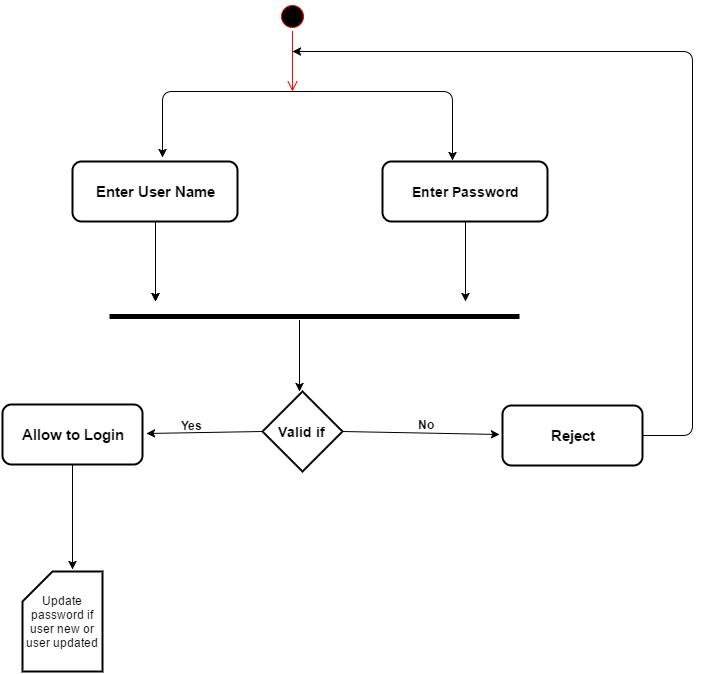 Enter User Name
Enter Password
Yes
Valid if
No
Allow to Login
Reject
Update
password if
user new or
user updated